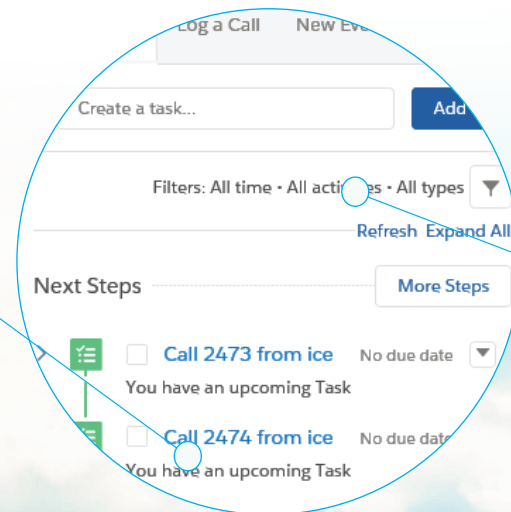 Log a Call New Eve
Create a task...
Add
Filters: All time • All activities • All types
Refresh Expand All
Next Steps
More Steps
Call 2473 from ice No due date
You have an upcoming Task
Call 2474 from ice No due date
You have an upcoming Task